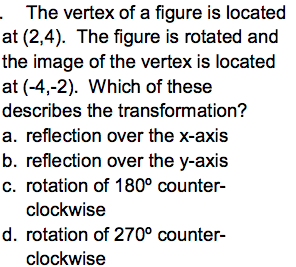 . The vertex of a figure is located
at (2,4). The figure is rotated and
the image of the vertex is located
at (-4,-2). Which of these
describes the transformation?
a. reflection over the x-axis
b. reflection over the y-axis
c. rotation of 180º counter-
clockwise
d. rotation of 270º counter-
clockwise